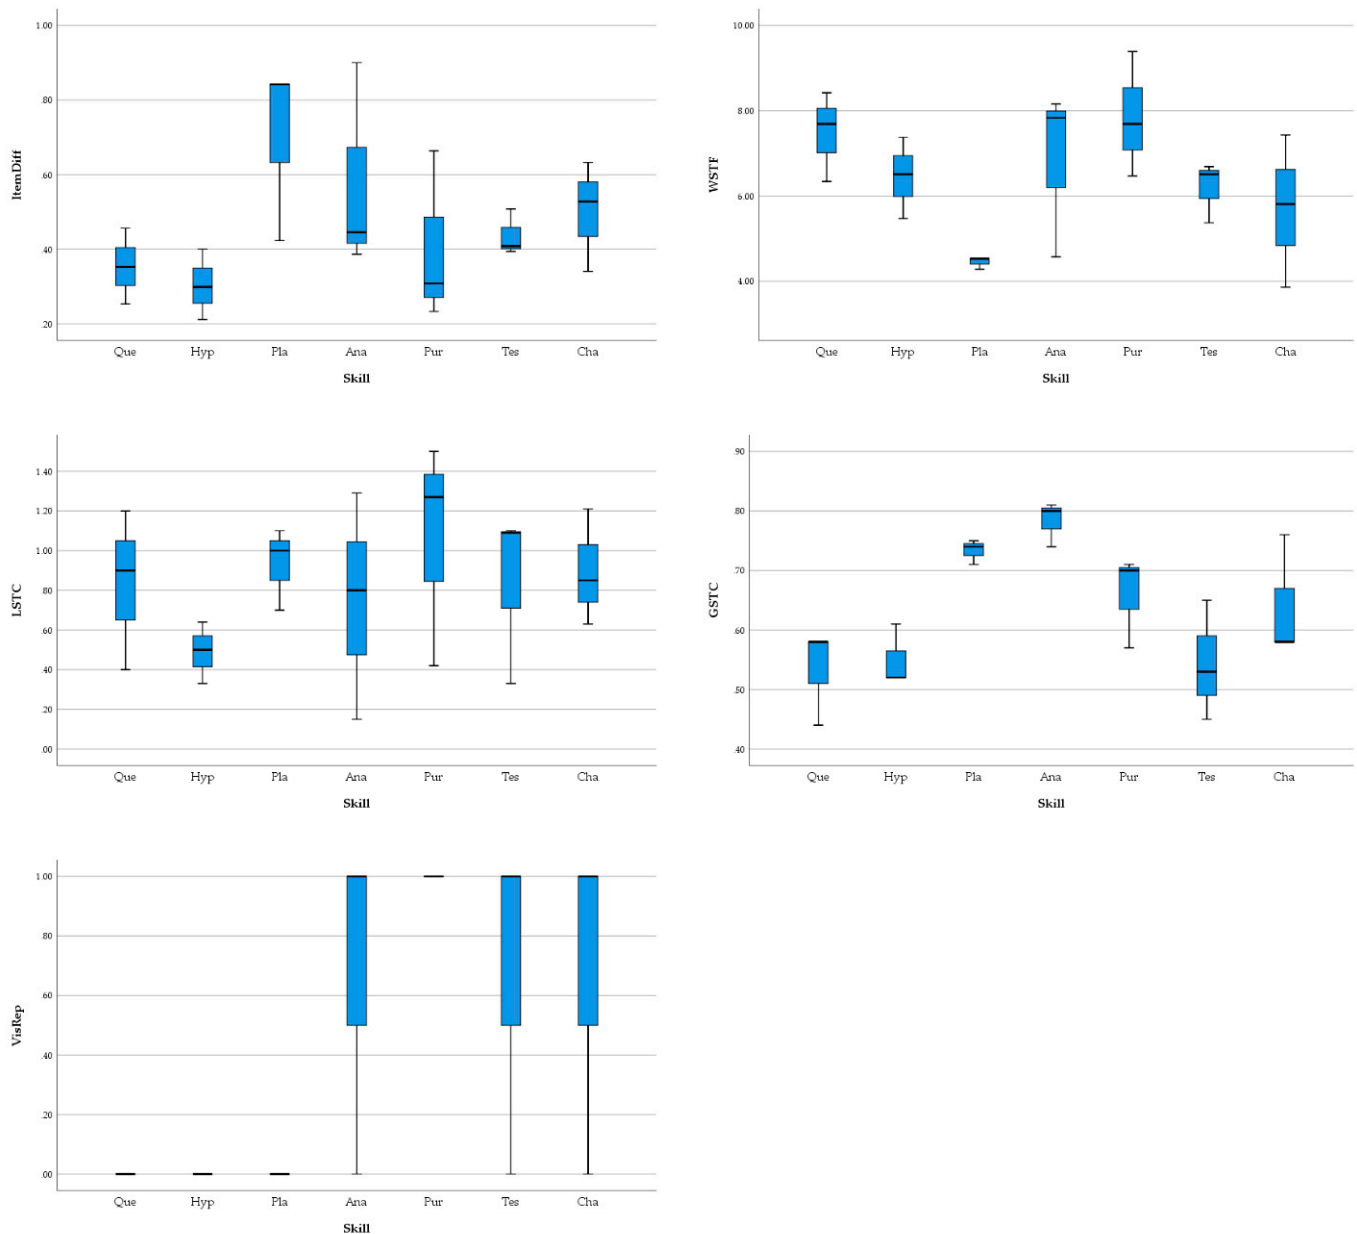 1.00
.80
.60
.40
.20
ItemDiff
Que Hyp Pla Ana Pur Tes Cha
Skill
10.00
8.00
6.00
4.00
WSTF
Que Hyp Pla Ana Pur Tes Cha
Skill
1.40
1.20
1.00
.80
.60
.40
.20
.00
LSTC
Que Hyp Pla Ana Pur Tes Cha
Skill
.90
.80
.70
.60
.50
.40
GSTC
Que Hyp Pla Ana Pur Tes Cha
Skill
1.00
.80
.60
.40
.20
.00
VisRep
Que Hyp Pla Ana Pur Tes Cha
Skill